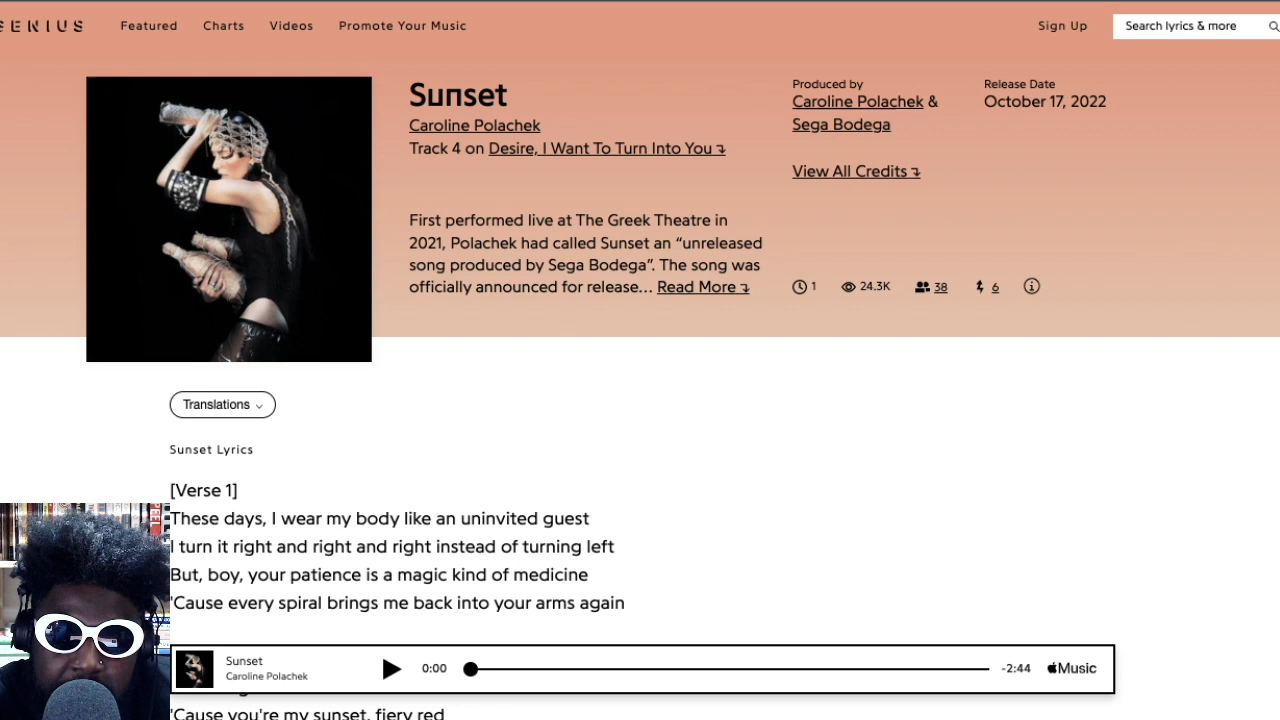 GENIUS Featured Charts Videos Promote Your Music Sign Up Search lyrics & more
Sunset
Caroline Polachek
Track 4 on Desire, I Want To Turn Into You
First performed live at The Greek Theatre in
2021, Polachek had called Sunset an “unreleased
song produced by Sega Bodega”. The song was
officially announced for release… Read More
Produced by
Caroline Polachek &
Sega Bodega
View All Credits
Release Date
October 17, 2022
1 24.3K 38 6
Translations
Sunset Lyrics
[Verse 1]
These days, I wear my body like an uninvited guest
I turn it right and right and right instead of turning left
But, boy, your patience is a magic kind of medicine
'Cause every spiral brings me back into your arms again
Sunset
Caroline Polachek
0:00 -2:44 Music
'Cause you're my sunset, fiery red